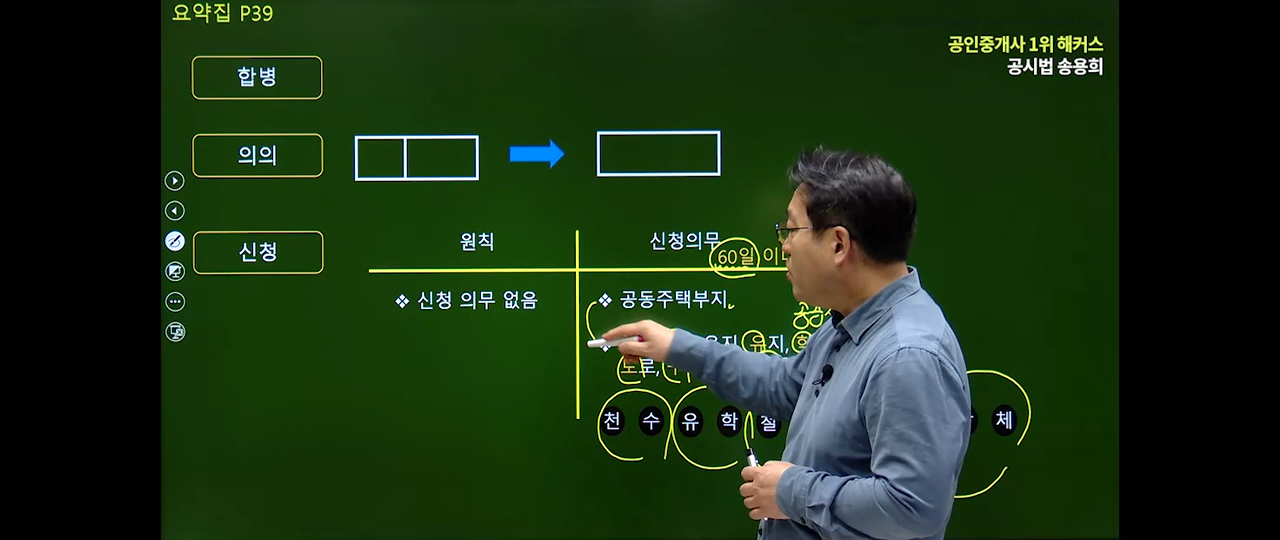 요약집 P39
공인중개사 1위 해커스
공시법 송용희
합병
의의
신청
원칙
신청의무
60일 이
❖ 신청 의무 없음
❖ 공동주택부지
유지,
도로,
천 수 유 학 철
체